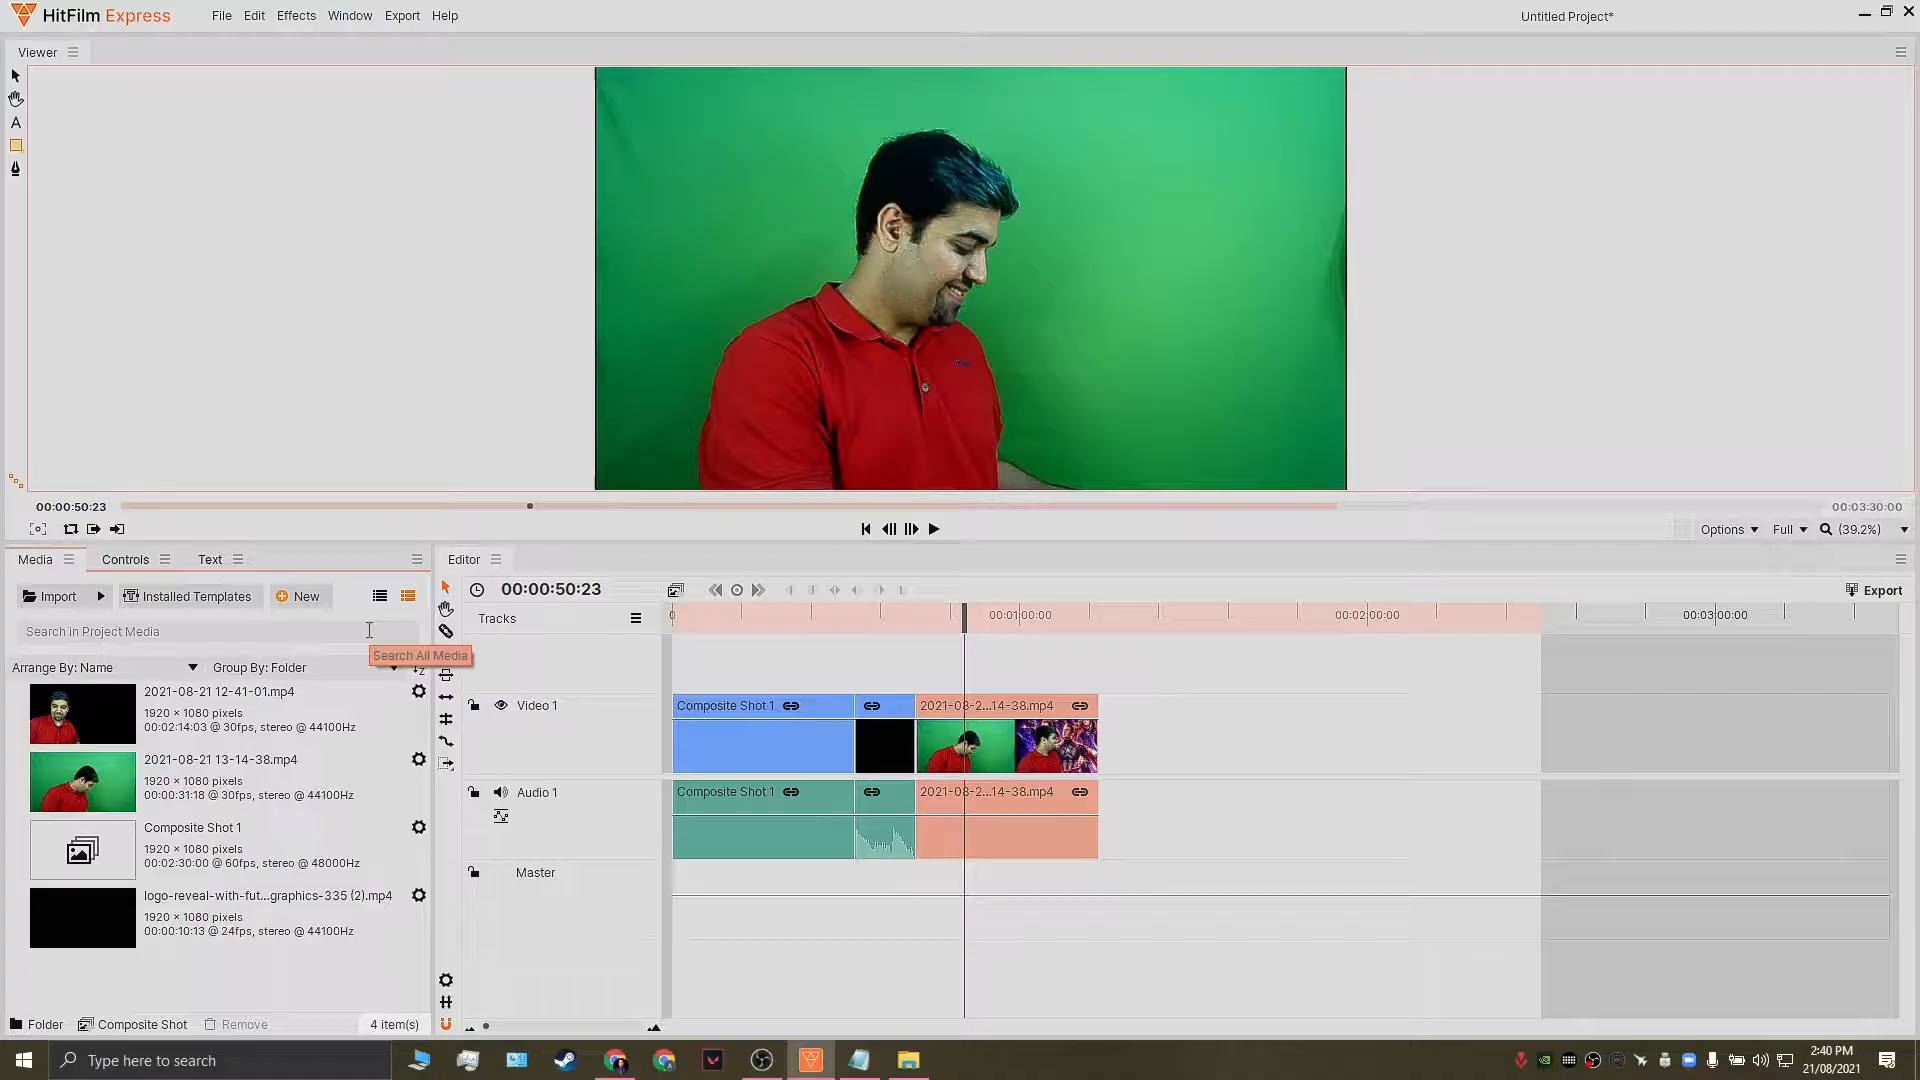 HitFilm Express
File Edit Effects Window Export Help
Untitled Project*
Viewer
A
00:00:50:23
00:03:30:00
Options Full (39.2%)
Media Controls Text
Editor
Import Installed Templates New
00:00:50:23
Export
Search in Project Media
Tracks
0 00:01:00:00 00:02:00:00 00:03:00:00
Search All Media
Arrange By: Name Group By: Folder
2021-08-21 12-41-01.mp4
1920 × 1080 pixels
00:02:14:03 @ 30fps, stereo @ 44100Hz
2021-08-21 13-14-38.mp4
1920 × 1080 pixels
00:00:31:18 @ 30fps, stereo @ 44100Hz
Composite Shot 1
1920 × 1080 pixels
00:02:30:00 @ 60fps, stereo @ 48000Hz
logo-reveal-with-fut...graphics-335 (2).mp4
1920 × 1080 pixels
00:00:10:13 @ 24fps, stereo @ 44100Hz
Video 1
Composite Shot 1
2021-08-2...14-38.mp4
Audio 1
Composite Shot 1
2021-08-2...14-38.mp4
Master
Folder Composite Shot Remove 4 item(s)
Type here to search
2:40 PM
21/08/2021